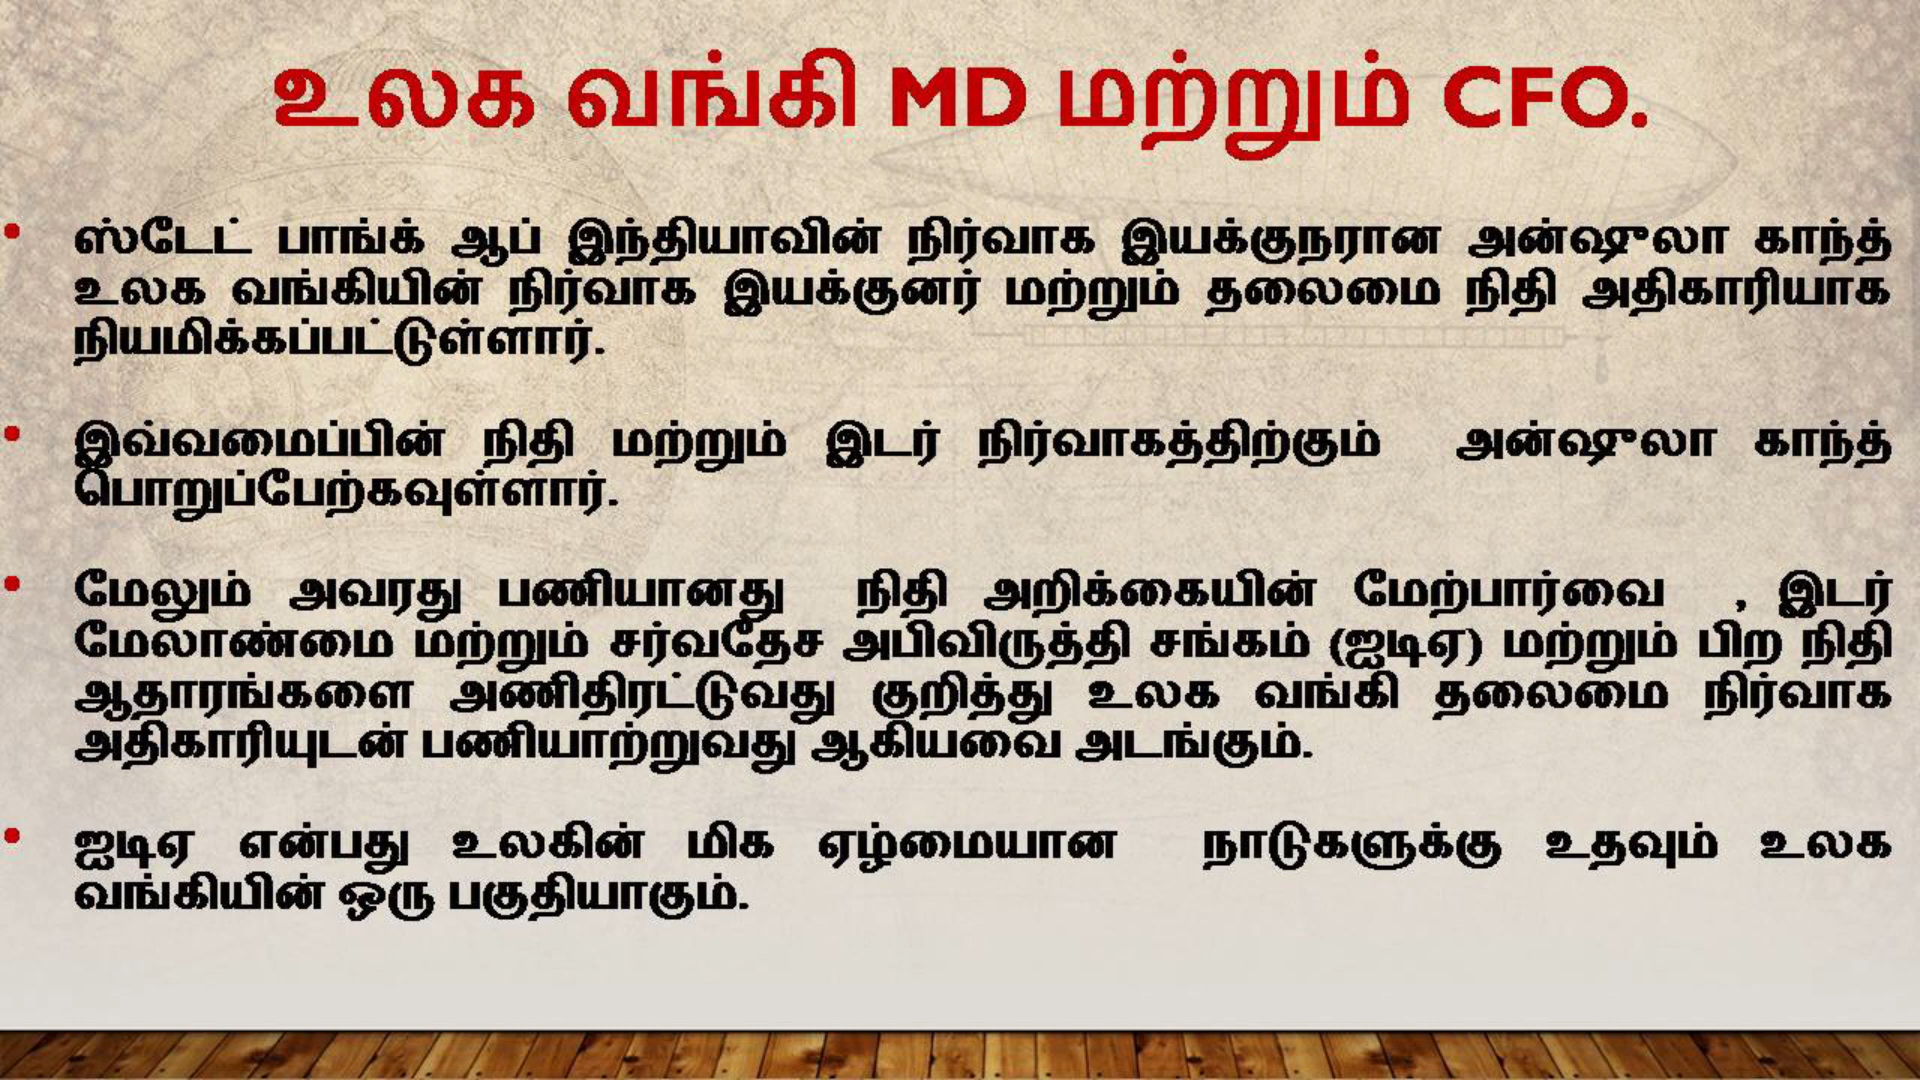 உலக வங்கி MD மற்றும் CFO.
• ஸ்டேட் பாங்க் ஆப் இந்தியாவின் நிர்வாக இயக்குநரான அன்ஷுலா காந்த்
உலக வங்கியின் நிர்வாக இயக்குனர் மற்றும் தலைமை நிதி அதிகாரியாக
நியமிக்கப்பட்டுள்ளார்.
• இவ்வமைப்பின் நிதி மற்றும் இடர் நிர்வாகத்திற்கும் அன்ஷுலா காந்த்
பொறுப்பேற்கவுள்ளார்.
• மேலும் அவரது பணியானது நிதி அறிக்கையின் மேற்பார்வை , இடர்
மேலாண்மை மற்றும் சர்வதேச அபிவிருத்தி சங்கம் (ஐடிஏ) மற்றும் பிற நிதி
ஆதாரங்களை அணிதிரட்டுவது குறித்து உலக வங்கி தலைமை நிர்வாக
அதிகாரியுடன் பணியாற்றுவது ஆகியவை அடங்கும்.
• ஐடிஏ என்பது உலகின் மிக ஏழ்மையான நாடுகளுக்கு உதவும் உலக
வங்கியின் ஒரு பகுதியாகும்.